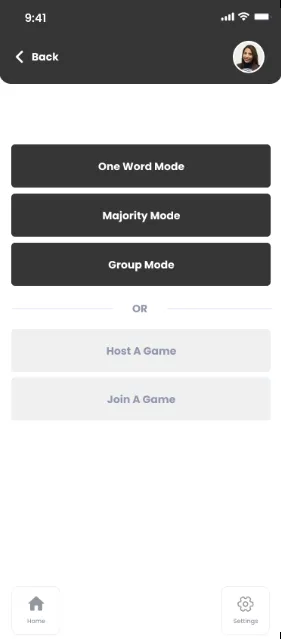 9:41
Back
One Word Mode
Majority Mode
Group Mode
OR
Host A Game
Join A Game
Home
Settings